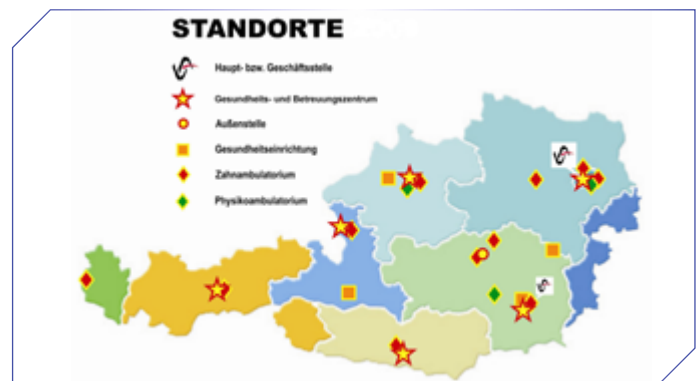 STANDORTE
Haupt- bzw. Geschäftsstelle
Gesundheits- und Betreuungszentrum
Außenstelle
Gesundheitseinrichtung
Zahnambulatorium
Physikoambulatorium